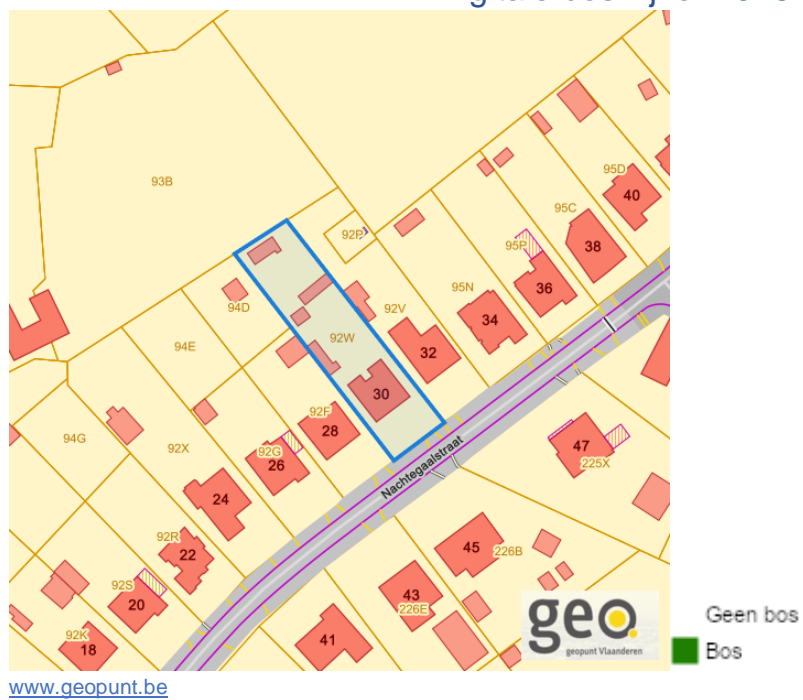 93B
95D
40
95C
38
92P
95P
36
94D
92V
95N
34
94E
92W
32
30
92F
28
94G
92X
92G
26
Nachtegaalstraat
47
225X
24
92R
22
45
226B
92S
20
43
226E
92K
18
41
geo
geopunt Vlaanderen
Geen bos
Bos
www.geopunt.be